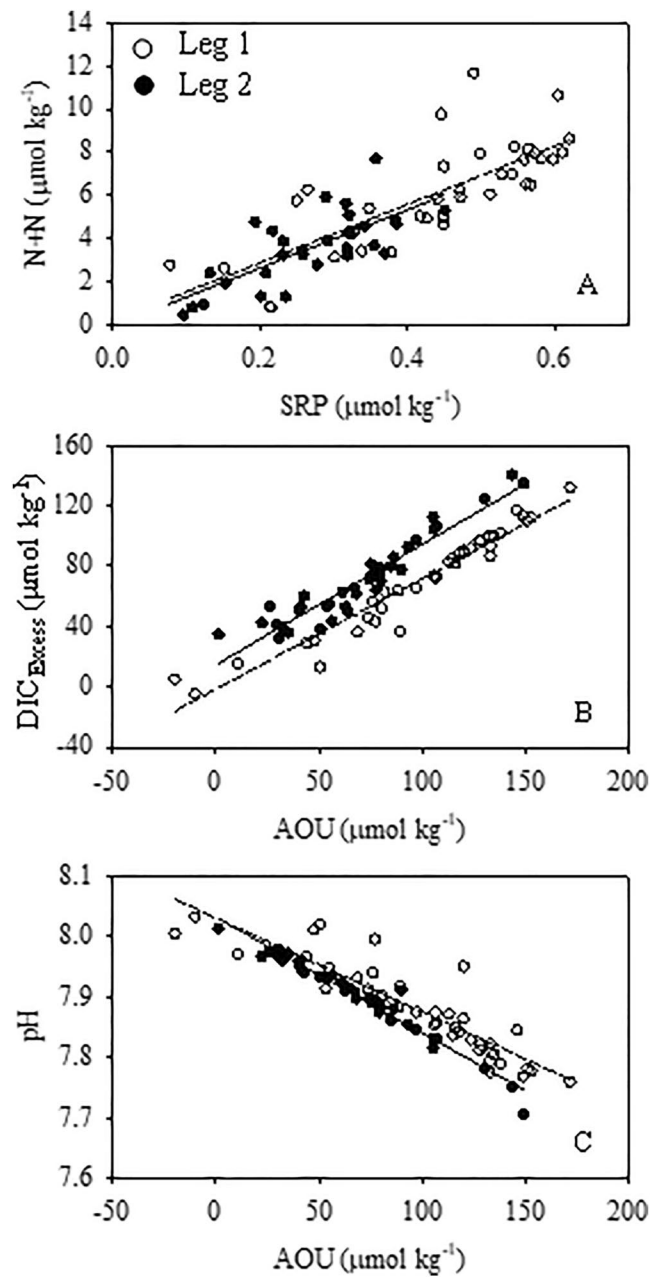 14
12
10
8
6
4
2
0
N+N (μmol kg⁻¹)
Leg 1
Leg 2
A
0.0 0.2 0.4 0.6
SRP (μmol kg⁻¹)
160
120
80
40
0
-40
DIC_Excess (μmol kg⁻¹)
B
-50 0 50 100 150 200
AOU (μmol kg⁻¹)
8.1
8.0
7.9
7.8
7.7
7.6
pH
C
-50 0 50 100 150 200
AOU (μmol kg⁻¹)